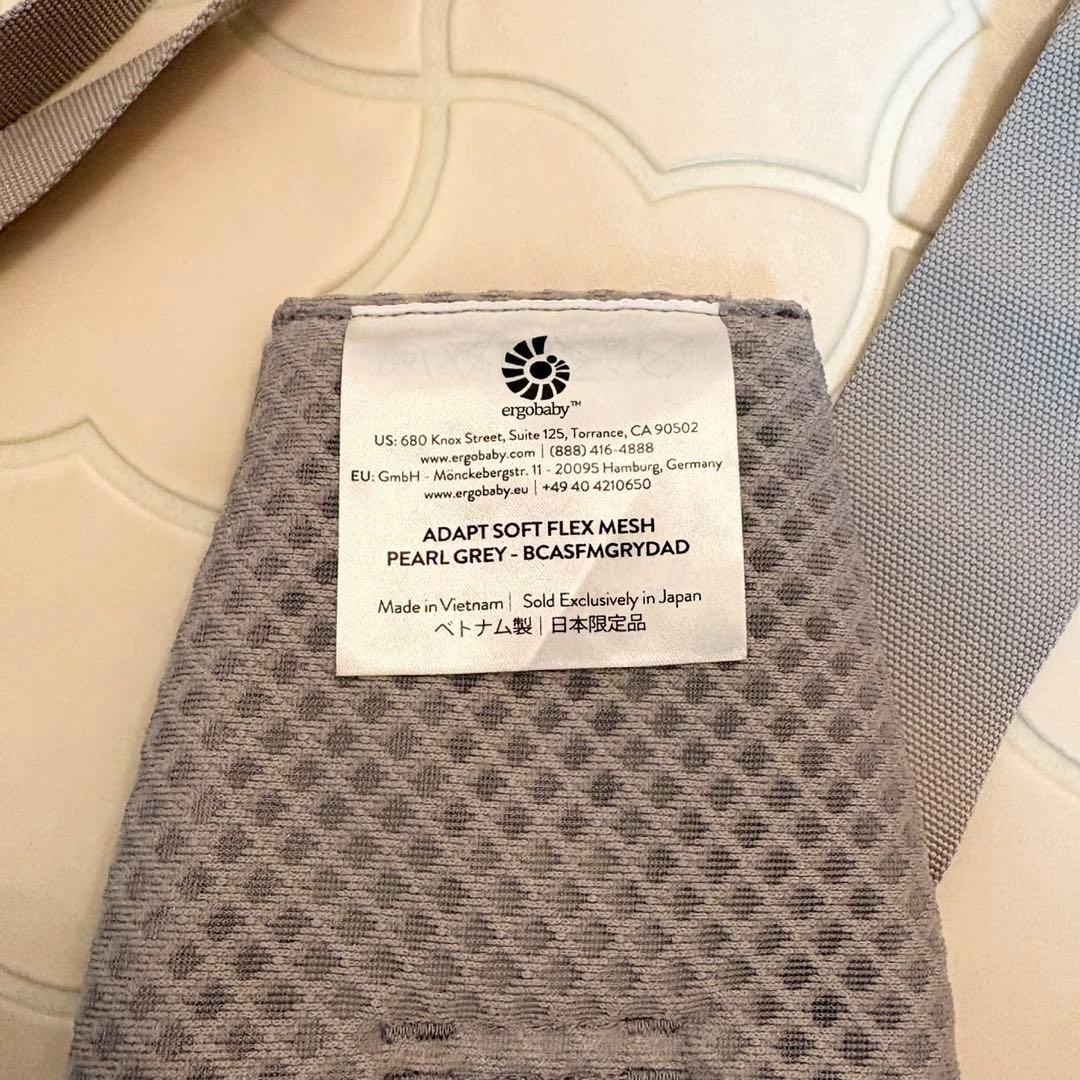 ergobaby™
US: 680 Knox Street, Suite 125, Torrance, CA 90502
www.ergobaby.com | (888) 416-4888
EU: GmbH - Mönckebergstr. 11 - 20095 Hamburg, Germany
www.ergobaby.eu | +49 40 4210650
ADAPT SOFT FLEX MESH
PEARL GREY - BCASFMGRYDAD
Made in Vietnam | Sold Exclusively in Japan
ベトナム製 | 日本限定品